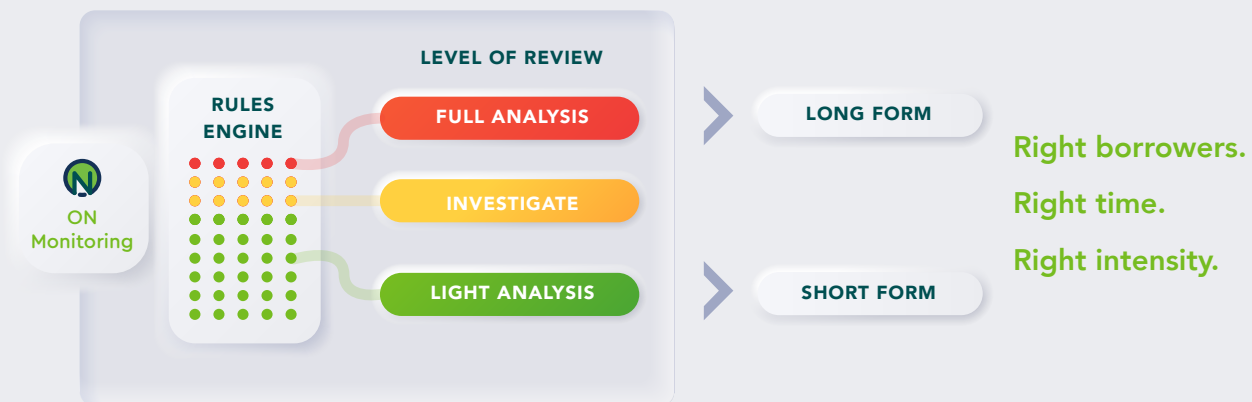 ON
Monitoring
RULES
ENGINE
LEVEL OF REVIEW
FULL ANALYSIS
INVESTIGATE
LIGHT ANALYSIS
LONG FORM
SHORT FORM
Right borrowers.
Right time.
Right intensity.